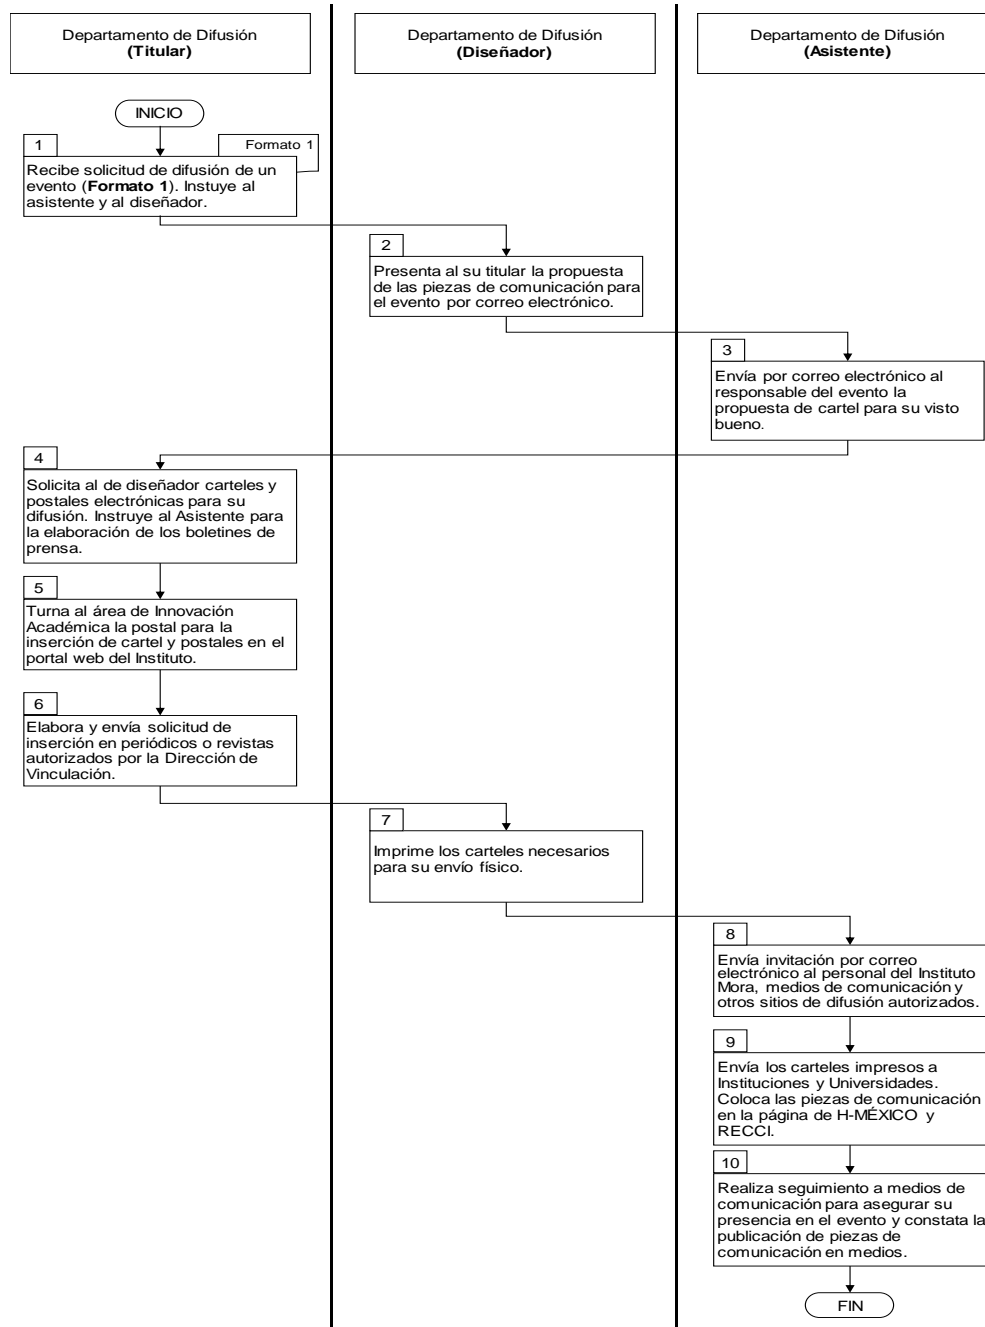 Departamento de Difusión
(Titular)
Departamento de Difusión
(Diseñador)
Departamento de Difusión
(Asistente)
INICIO
1
Formato 1
Recibe solicitud de difusión de un
evento (Formato 1). Instuye al
asistente y al diseñador.
2
Presenta al su titular la propuesta
de las piezas de comunicación para
el evento por correo electrónico.
3
Envía por correo electrónico al
responsable del evento la
propuesta de cartel para su visto
bueno.
4
Solicita al de diseñador carteles y
postales electrónicas para su
difusión. Instruye al Asistente para
la elaboración de los boletines de
prensa.
5
Turna al área de Innovación
Académica la postal para la
inserción de cartel y postales en el
portal web del Instituto.
6
Elabora y envía solicitud de
inserción en periódicos o revistas
autorizados por la Dirección de
Vinculación.
7
Imprime los carteles necesarios
para su envío físico.
8
Envía invitación por correo
electrónico al personal del Instituto
Mora, medios de comunicación y
otros sitios de difusión autorizados.
9
Envía los carteles impresos a
Instituciones y Universidades.
Coloca las piezas de comunicación
en la página de H-MÉXICO y
RECCI.
10
Realiza seguimiento a medios de
comunicación para asegurar su
presencia en el evento y constata la
publicación de piezas de
comunicación en medios.
FIN